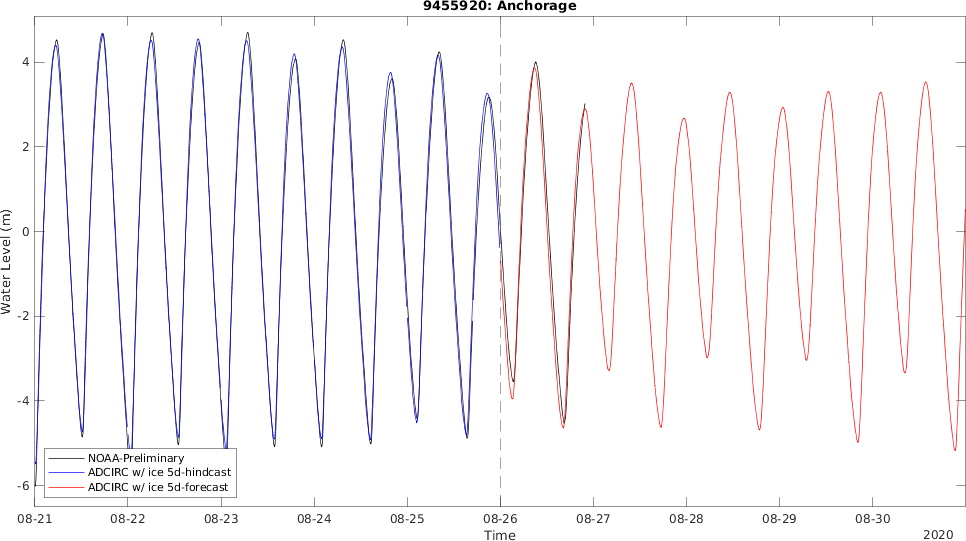 9455920: Anchorage
Water Level (m)
4
2
0
-2
-4
-6
NOAA-Preliminary
ADCIRC w/ ice 5d-hindcast
ADCIRC w/ ice 5d-forecast
08-21 08-22 08-23 08-24 08-25 08-26 08-27 08-28 08-29 08-30
Time
2020